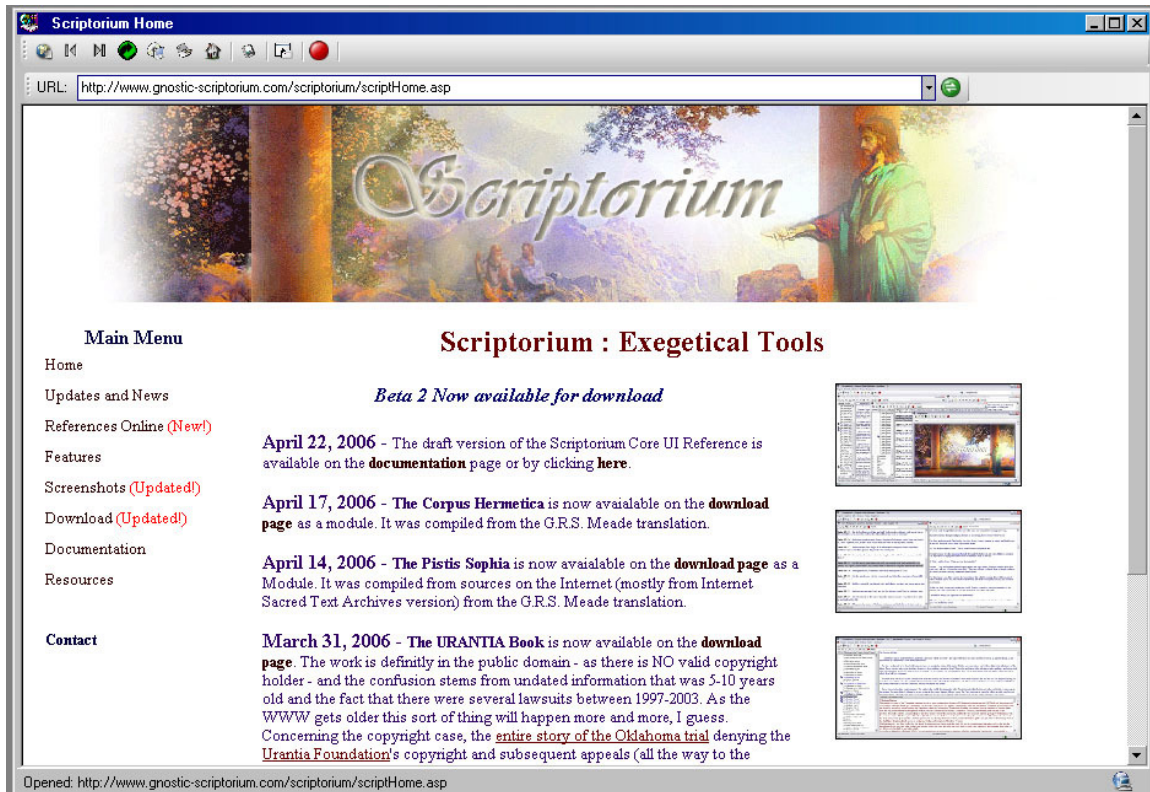 Scriptorium Home
URL: http://www.gnostic-scriptorium.com/scriptorium/scriptHome.asp
Scriptorium
Main Menu
Home
Updates and News
References Online (New!)
Features
Screenshots (Updated!)
Download (Updated!)
Documentation
Resources
Contact
Scriptorium : Exegetical Tools
Beta 2 Now available for download
April 22, 2006 - The draft version of the Scriptorium Core UI Reference is
available on the documentation page or by clicking here.
April 17, 2006 - The Corpus Hermetica is now avaialable on the download
page as a module. It was compiled from the G.R.S. Meade translation.
April 14, 2006 - The Pistis Sophia is now avaialable on the download page as a
Module. It was compiled from sources on the Internet (mostly from Internet
Sacred Text Archives version) from the G.R.S. Meade translation.
March 31, 2006 - The URANTIA Book is now available on the download
page. The work is definitly in the public domain - as there is NO valid copyright
holder - and the confusion stems from undated information that was 5-10 years
old and the fact that there were several lawsuits between 1997-2003. As the
WWW gets older this sort of thing will happen more and more, I guess.
Concerning the copyright case, the entire story of the Oklahoma trial denying the
Urantia Foundation's copyright and subsequent appeals (all the way to the
Opened: http://www.gnostic-scriptorium.com/scriptorium/scriptHome.asp